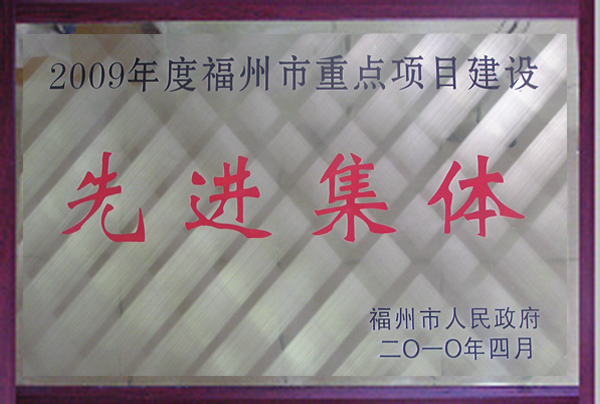 2009年度福州市重点项目建设
先进集体
福州市人民政府
二〇一〇年四月